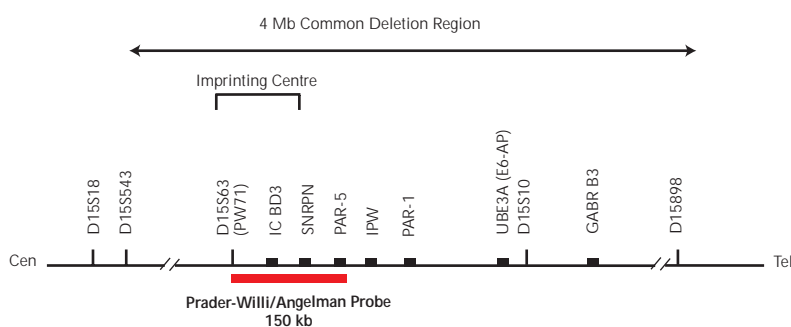 4 Mb Common Deletion Region
Imprinting Centre
D15S18
D15S543
D15S63
(PW71)
IC BD3
SNRPN
PAR-5
IPW
PAR-1
UBE3A (E6-AP)
D15S10
GABR B3
D15898
Cen
Tel
Prader-Willi/Angelman Probe
150 kb